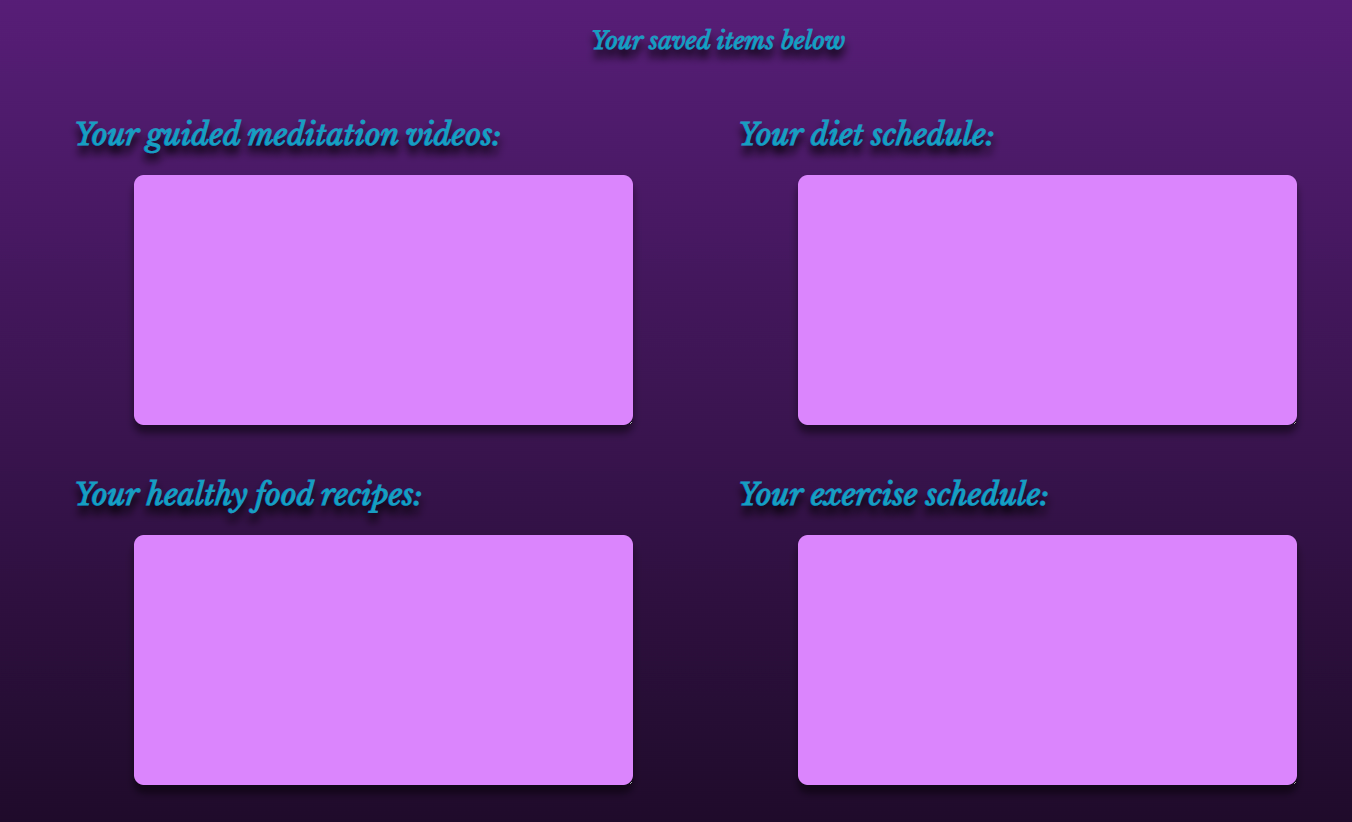 Your saved items below
Your guided meditation videos:
Your diet schedule:
Your healthy food recipes:
Your exercise schedule: